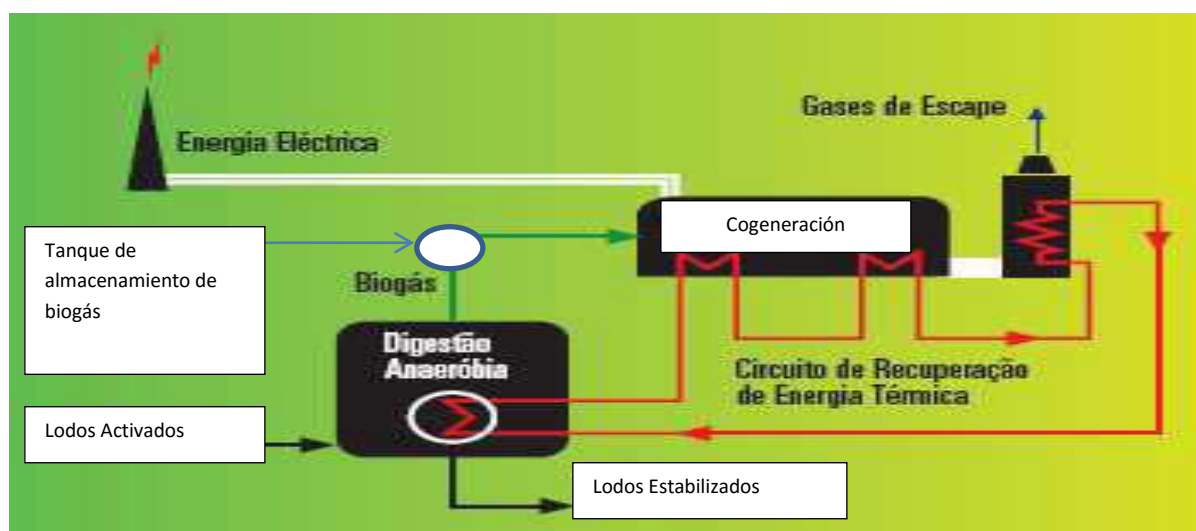 Energia Eléctrica
Gases de Escape
Cogeneración
Tanque de
almacenamiento de
biogás
Biogás
Digestão
Anaeróbia
Circuito de Recuperação
de Energia Térmica
Lodos Activados
Lodos Estabilizados